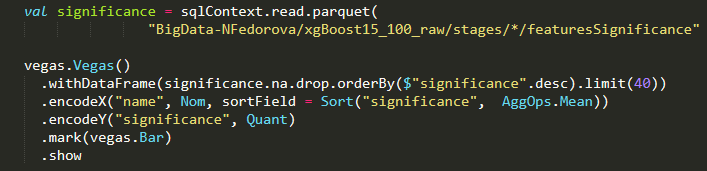 val significance = sqlContext.read.parquet(
"BigData-NFedorova/xgBoost15_100_raw/stages/*/featuresSignificance"
vegas.Vegas()
.withDataFrame(significance.na.drop.orderBy($"significance".desc).limit(40))
.encodeX("name", Nom, sortField = Sort("significance",  AggOps.Mean))
.encodeY("significance", Quant)
.mark(vegas.Bar)
.show